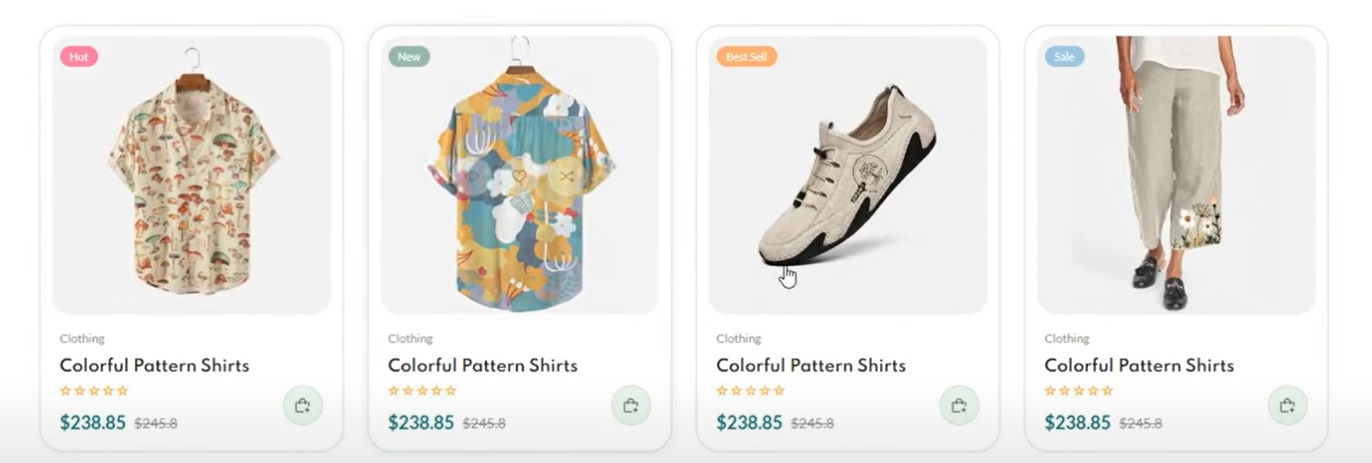 Hot
Clothing
Colorful Pattern Shirts
$238.85 $245.8
New
Clothing
Colorful Pattern Shirts
$238.85 $245.8
Best Sell
Clothing
Colorful Pattern Shirts
$238.85 $245.8
Sale
Clothing
Colorful Pattern Shirts
$238.85 $245.8